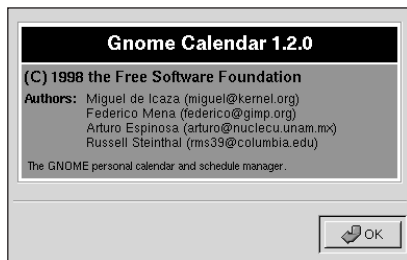 Gnome Calendar 1.2.0
(C) 1998 the Free Software Foundation
Authors: Miguel de Icaza (miguel@kernel.org)
Federico Mena (federico@gimp.org)
Arturo Espinosa (arturo@nuclecu.unam.mx)
Russell Steinthal (rms39@columbia.edu)
The GNOME personal calendar and schedule manager.
OK